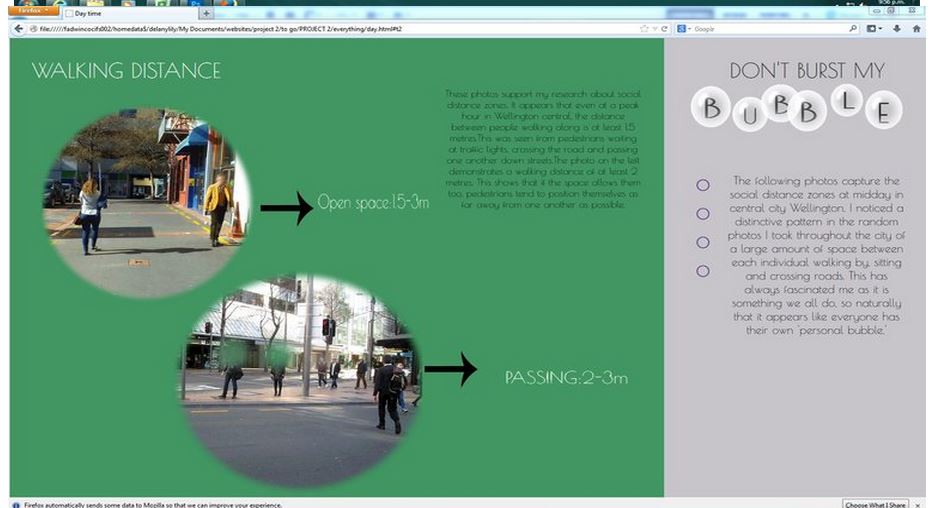 Firefox
Day time
9:56 p.m.
file://///fadwincocifs002/homedata$/delanylily/My Documents/websites/project 2/to go/PROJECT 2/everything/day.html#t2
Google
WALKING DISTANCE
These photos support my research about social
distance zones. It appears that even at a peak
hour in Wellington central, the distance
between people walking along is at least 1.5
metres.This was seen from pedestrians waiting
at traffic lights, crossing the road and passing
one another down streets.The photo on the left
demonstrates a walking distance of at least 2
metres. This shows that if the space allows them
too, pedestrians tend to position themselves as
far away from one another as possible.
Open space:1.5-3m
PASSING:2-3m
DON'T BURST MY
BUBBLE
The following photos capture the
social distance zones at midday in
central city Wellington. I noticed a
distinctive pattern in the random
photos I took throughout the city of
a large amount of space between
each individual walking by, sitting
and crossing roads. This has
always fascinated me as it is
something we all do, so naturally
that it appears like everyone has
their own 'personal bubble.'
Firefox automatically sends some data to Mozilla so that we can improve your experience.
Choose What I Share